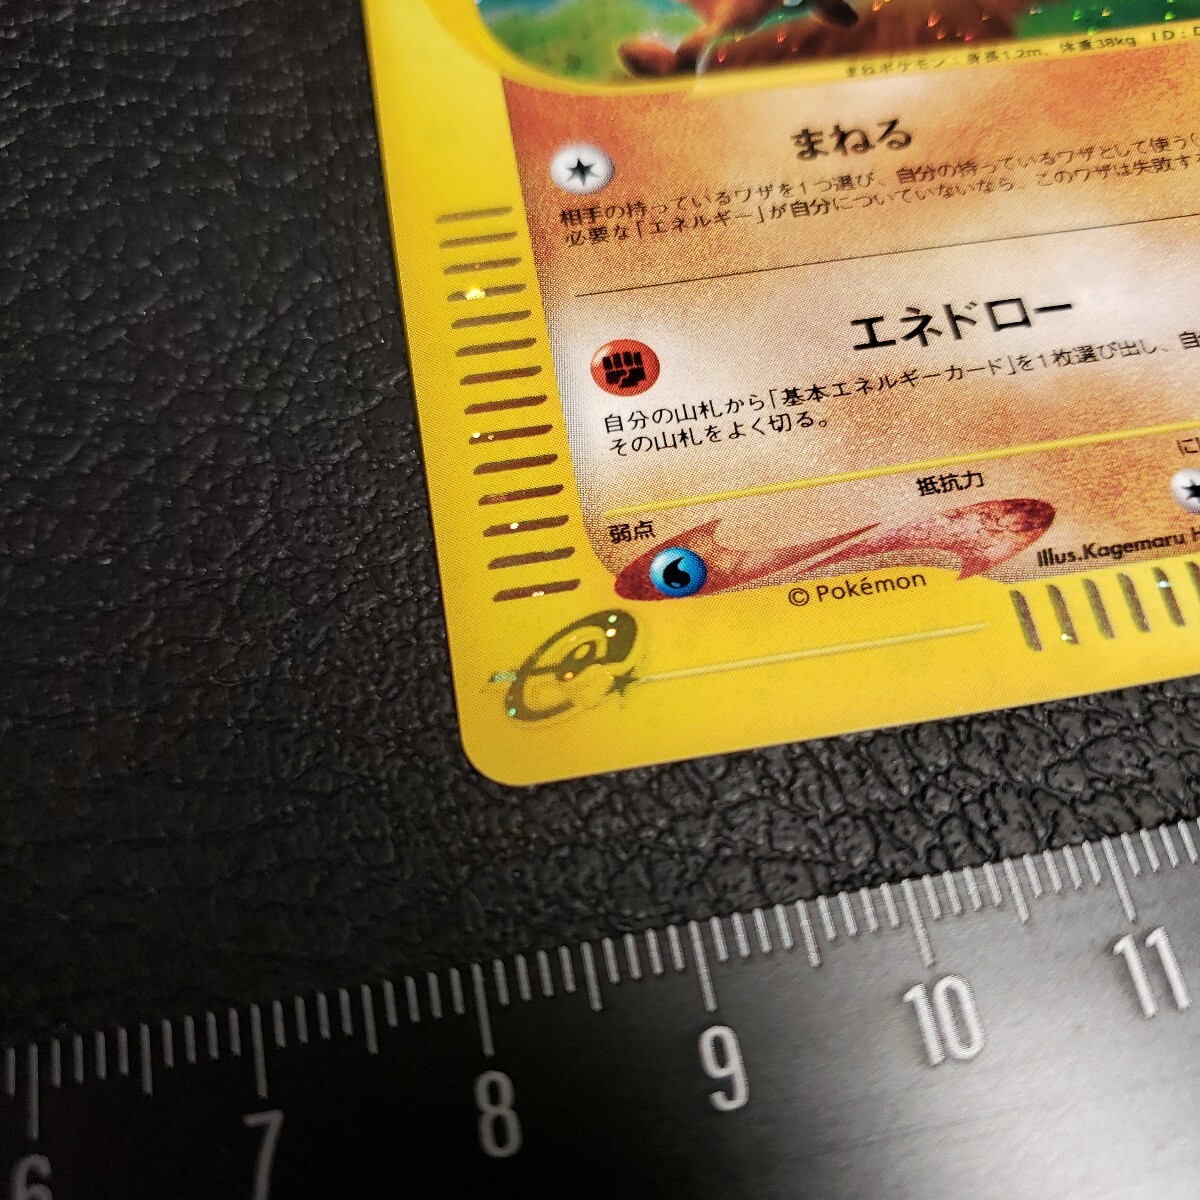 まねポケモン：身長1.2m、体重38kg ID:D
まねる
相手の持っているワザを1つ選び、自分の持っているワザとして使う
必要な「エネルギー」が自分についていないなら、このワザは失敗す
エネドロー
自分の山札から「基本エネルギーカード」を1枚選び出し、自
その山札をよく切る。
弱点
抵抗力
に
Illus.Kagemaru H
© Pokémon
6
7
8
9
10
11